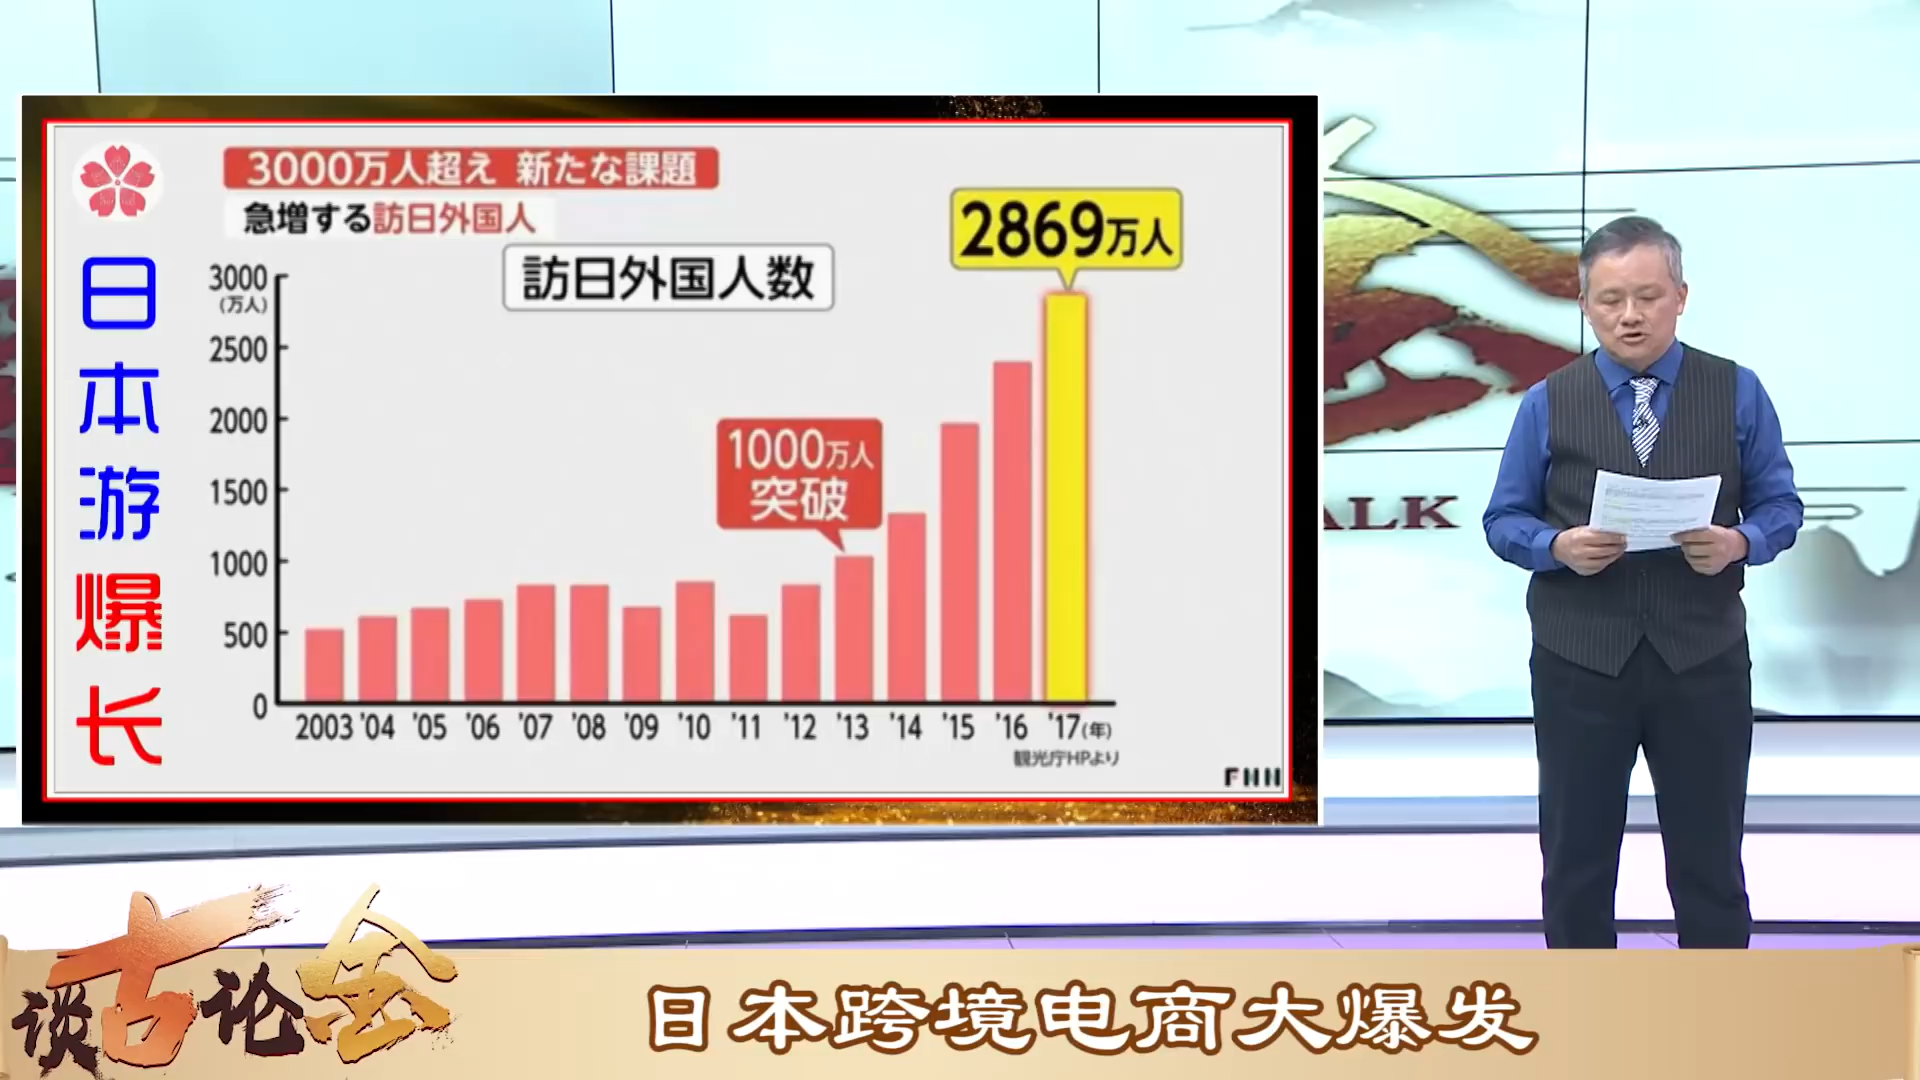 3000万人超え 新たな課題
急増する訪日外国人
訪日外国人数
2869万人
1000万人
突破
日本游爆长
3000
(万人)
2500
2000
1500
1000
500
0
2003 '04 '05 '06 '07 '08 '09 '10 '11 '12 '13 '14 '15 '16 '17(年)
観光庁HPより
FNN
ALK
谈古论金
日本跨境电商大爆发